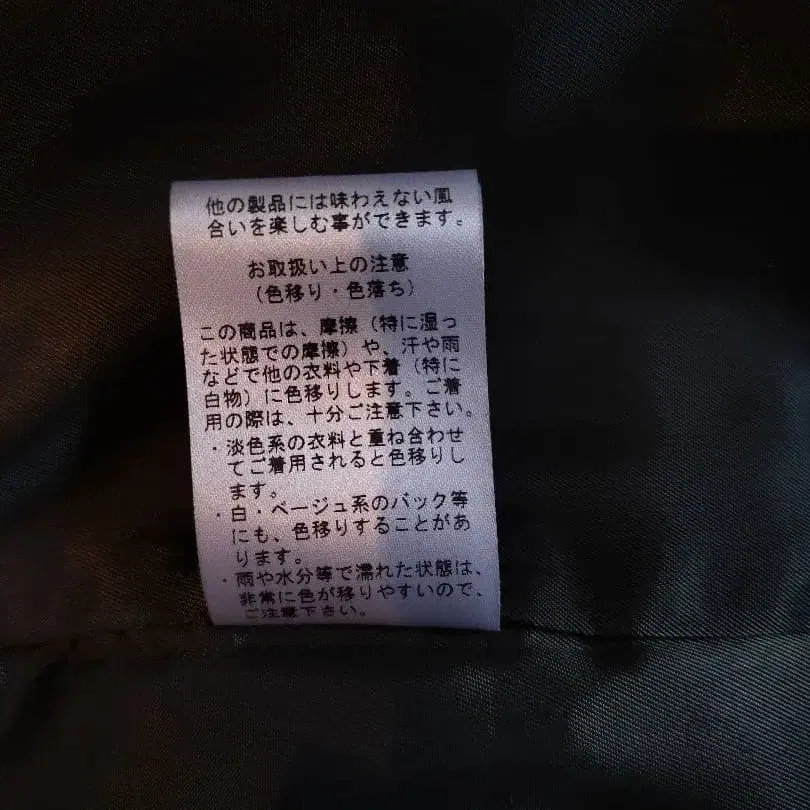 他の製品には味わえない風
合いを楽しむ事ができます。
お取扱い上の注意
（色移り・色落ち）
この商品は、摩擦（特に湿っ
た状態での摩擦）や、汗や雨
などで他の衣料や下着（特に
白物）に色移りします。ご着
用の際は、十分ご注意下さい。
・淡色系の衣料と重ね合わせ
てご着用されると色移りし
ます。
・白・ベージュ系のバック等
にも、色移りすることがあ
ります。
・雨や水分等で濡れた状態は、
非常に色が移りやすいので、
ご注意下さい。